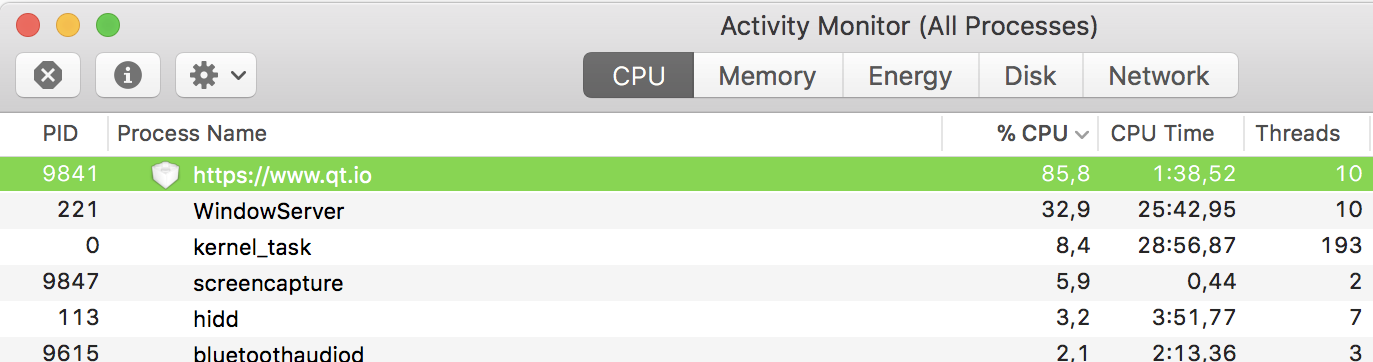 Activity Monitor (All Processes)
CPU Memory Energy Disk Network
PID Process Name % CPU CPU Time Threads
9841 https://www.qt.io 85,8 1:38,52 10
221 WindowServer 32,9 25:42,95 10
0 kernel_task 8,4 28:56,87 193
9847 screencapture 5,9 0,44 2
113 hidd 3,2 3:51,77 7
9615 bluetoothaudiod 2,1 2:13,36 3